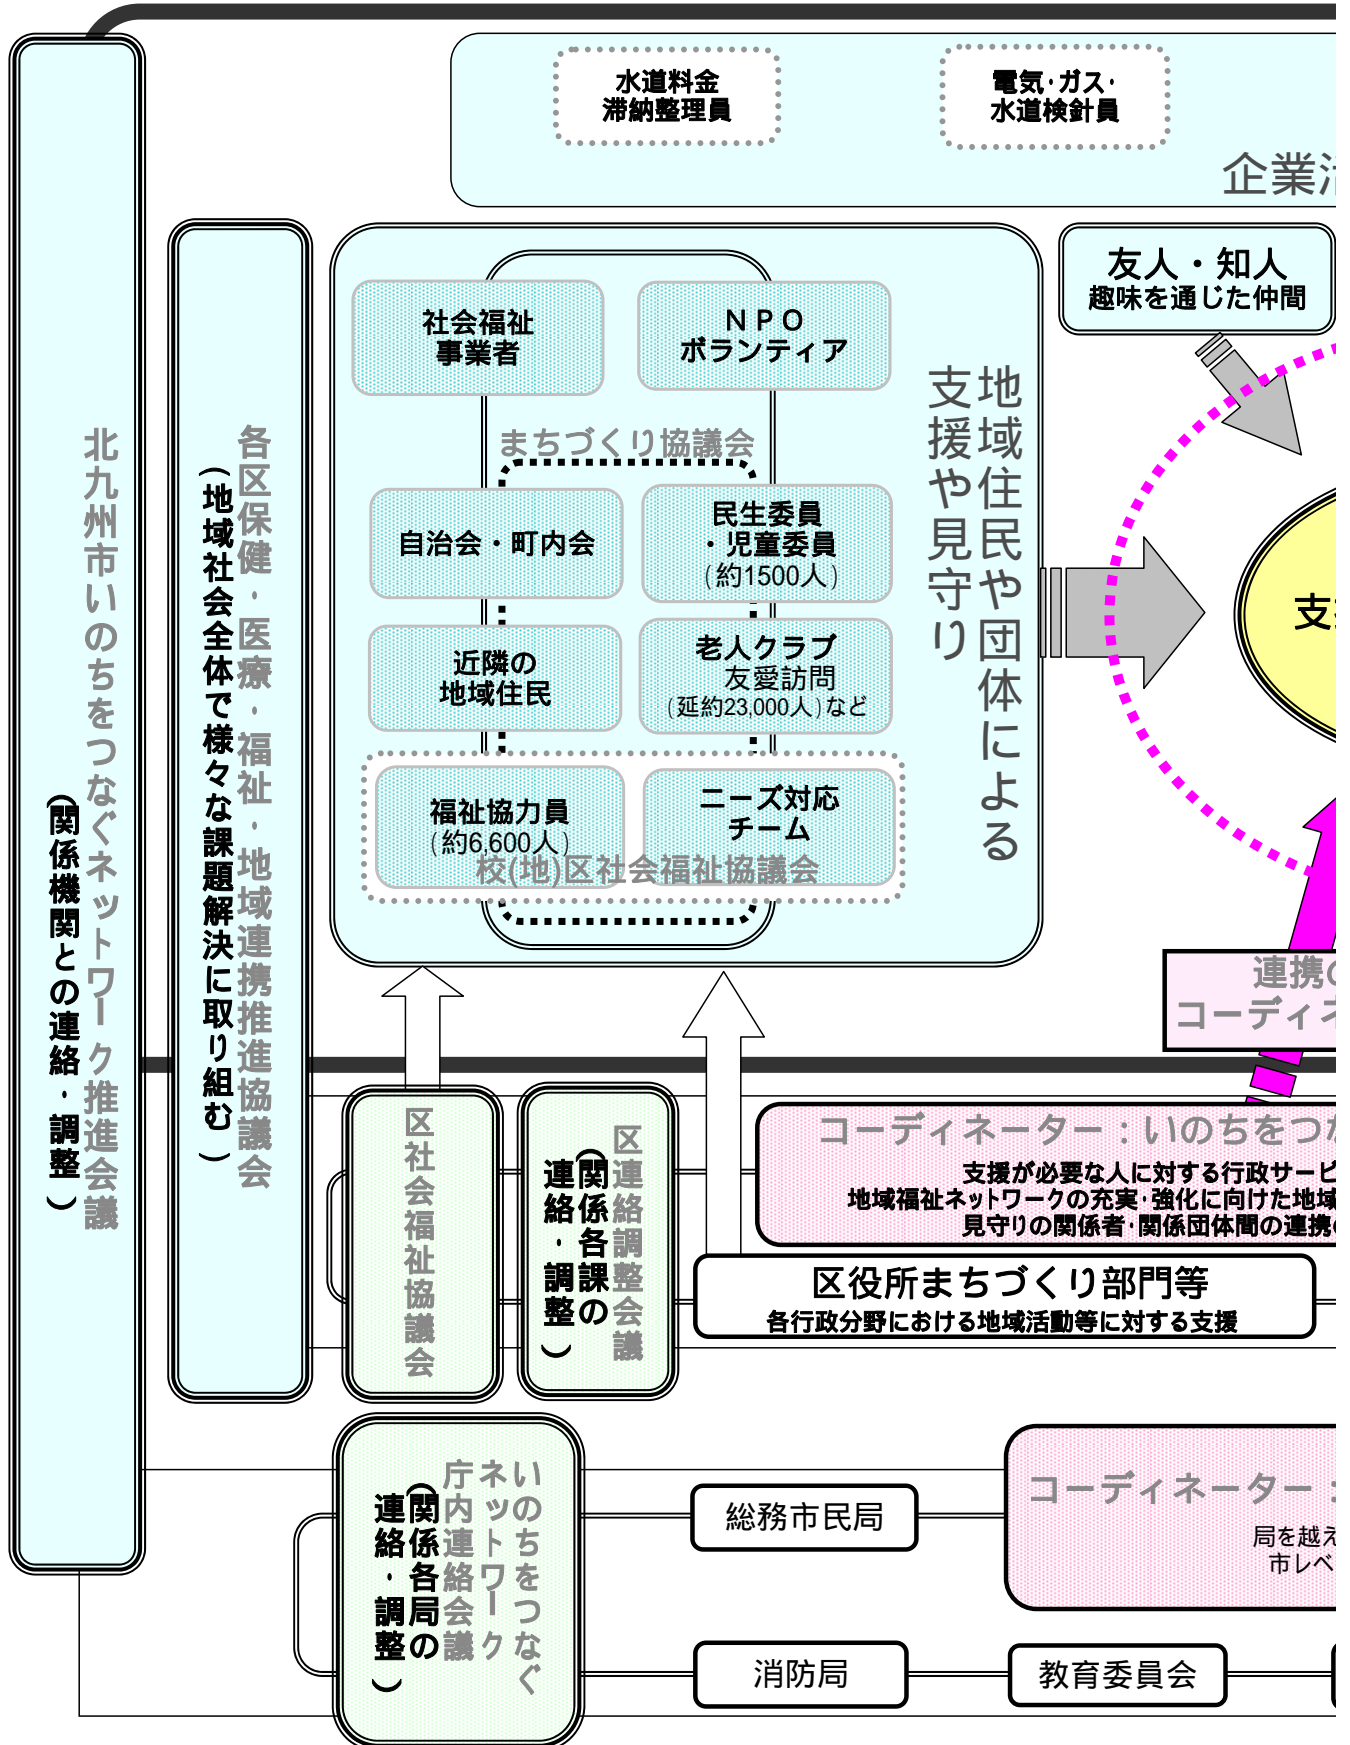 水道料金
滞納整理員
電気・ガス・
水道検針員
企業活
友人・知人
趣味を通じた仲間
北九州市いのちをつなぐネットワーク推進会議
(関係機関との連絡・調整)
各区保健・医療・福祉・地域連携推進協議会
(地域社会全体で様々な課題解決に取り組む)
社会福祉
事業者
NPO
ボランティア
まちづくり協議会
自治会・町内会
民生委員
・児童委員
(約1500人)
近隣の
地域住民
老人クラブ
友愛訪問
(延約23,000人)など
福祉協力員
(約6,600人)
ニーズ対応
チーム
校(地)区社会福祉協議会
地域住民や団体による
支援や見守り
支援
連携の
コーディネ
区社会福祉協議会
区連絡調整会議
(関係各課の
連絡・調整)
コーディネーター:いのちをつな
支援が必要な人に対する行政サービ
地域福祉ネットワークの充実・強化に向けた地域
見守りの関係者・関係団体間の連携の
区役所まちづくり部門等
各行政分野における地域活動等に対する支援
いのちをつなぐ
ネットワーク
庁内連絡会議
(関係各局の
連絡・調整)
総務市民局
コーディネーター:
局を越え
市レベ
消防局
教育委員会